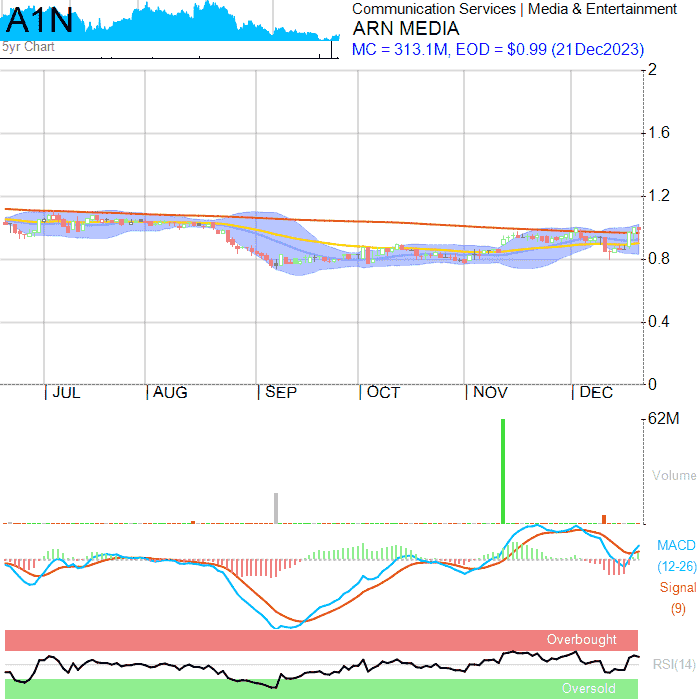 A1N
5yr Chart
Communication Services | Media & Entertainment
ARN MEDIA
MC = 313.1M, EOD = $0.99 (21Dec2023)
2
1.6
1.2
0.8
0.4
0
JUL AUG SEP OCT NOV DEC
62M
Volume
MACD
(12-26)
Signal
(9)
Overbought
RSI(14)
Oversold